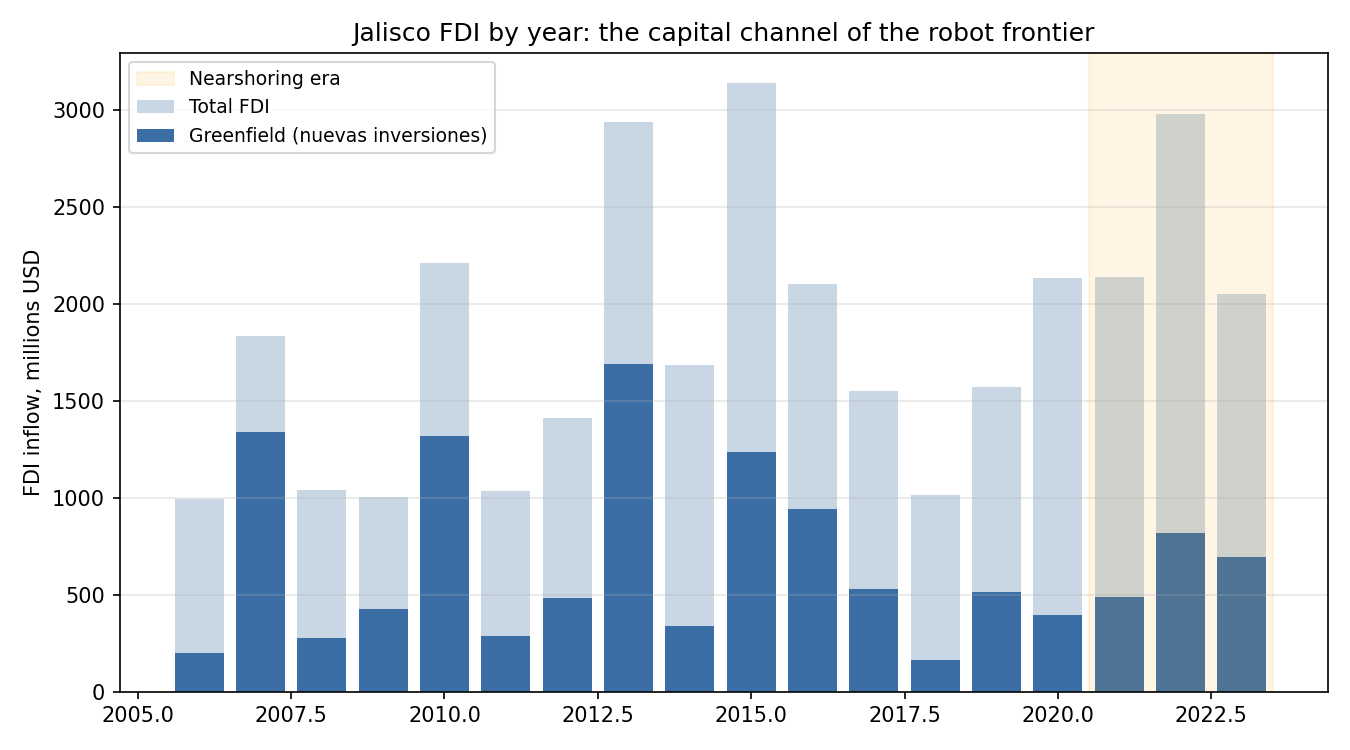 Jalisco FDI by year: the capital channel of the robot frontier
Nearshoring era
Total FDI
Greenfield (nuevas inversiones)
FDI inflow, millions USD
3000
2500
2000
1500
1000
500
0
2005.0 2007.5 2010.0 2012.5 2015.0 2017.5 2020.0 2022.5